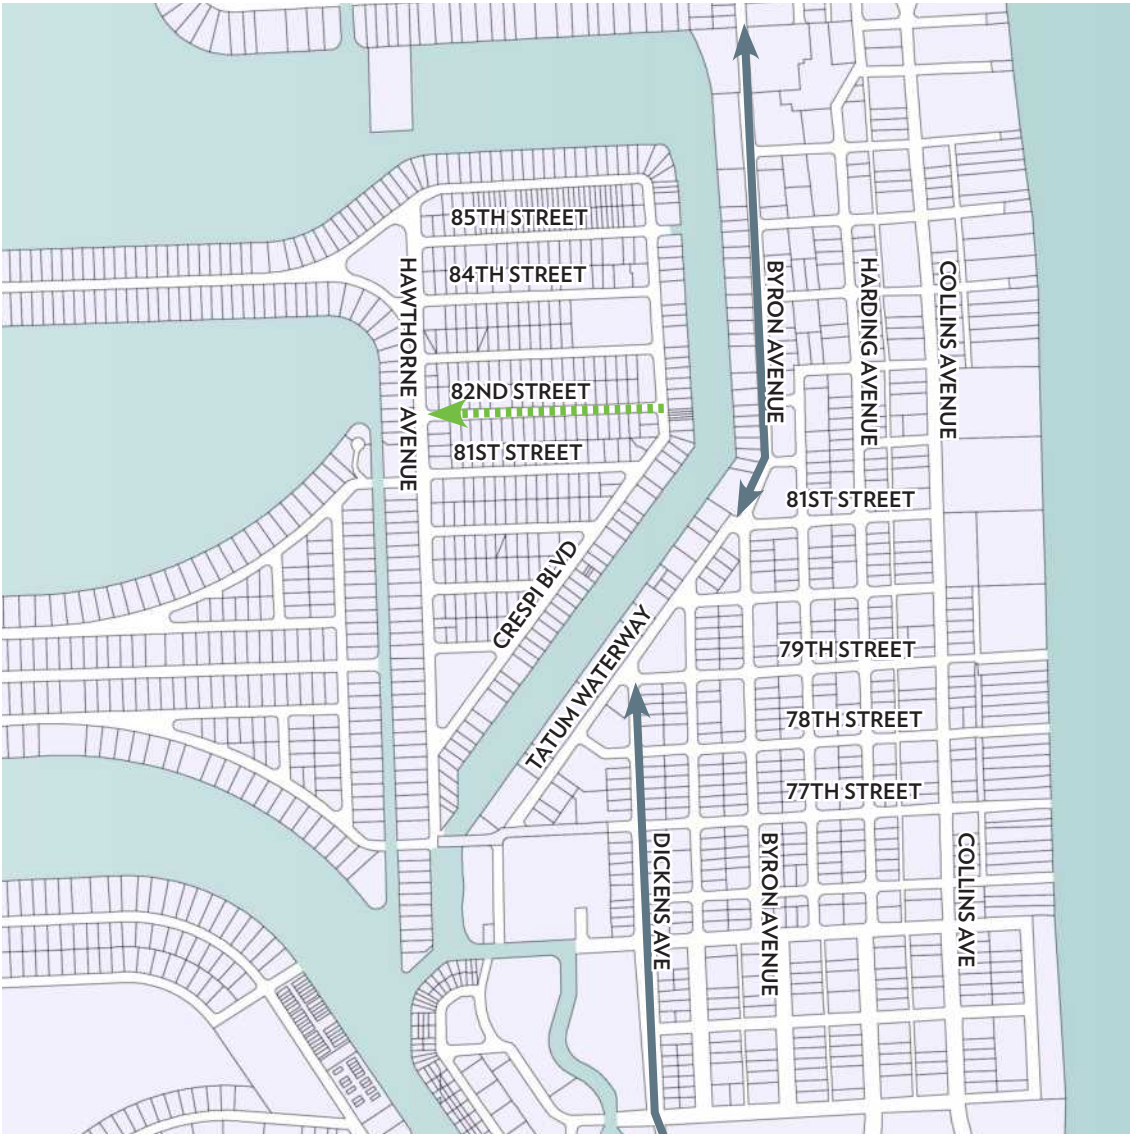 85TH STREET
84TH STREET
HAWTHORNE AVENUE
BYRON AVENUE
HARDING AVENUE
COLLINS AVENUE
82ND STREET
81ST STREET
81ST STREET
CRESPI BLVD
TATUM WATERWAY
79TH STREET
78TH STREET
77TH STREET
DICKENS AVE
BYRON AVENUE
COLLINS AVE